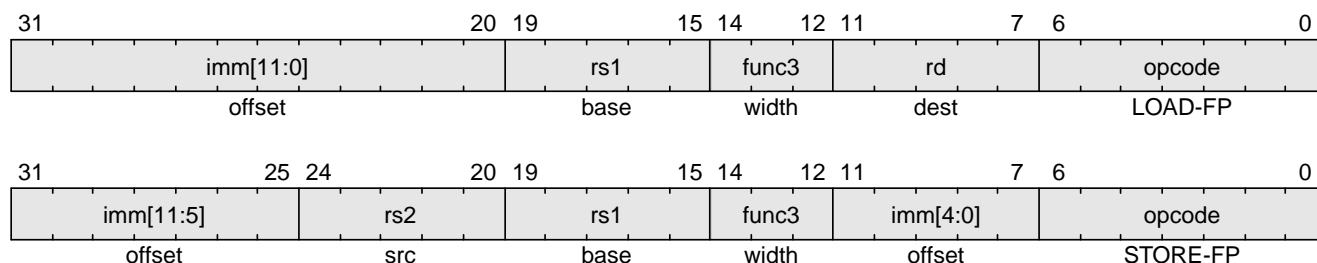 31 20 19 15 14 12 11 7 6 0
imm[11:0] rs1 func3 rd opcode
offset base width dest LOAD-FP
31 25 24 20 19 15 14 12 11 7 6 0
imm[11:5] rs2 rs1 func3 imm[4:0] opcode
offset src base width offset STORE-FP